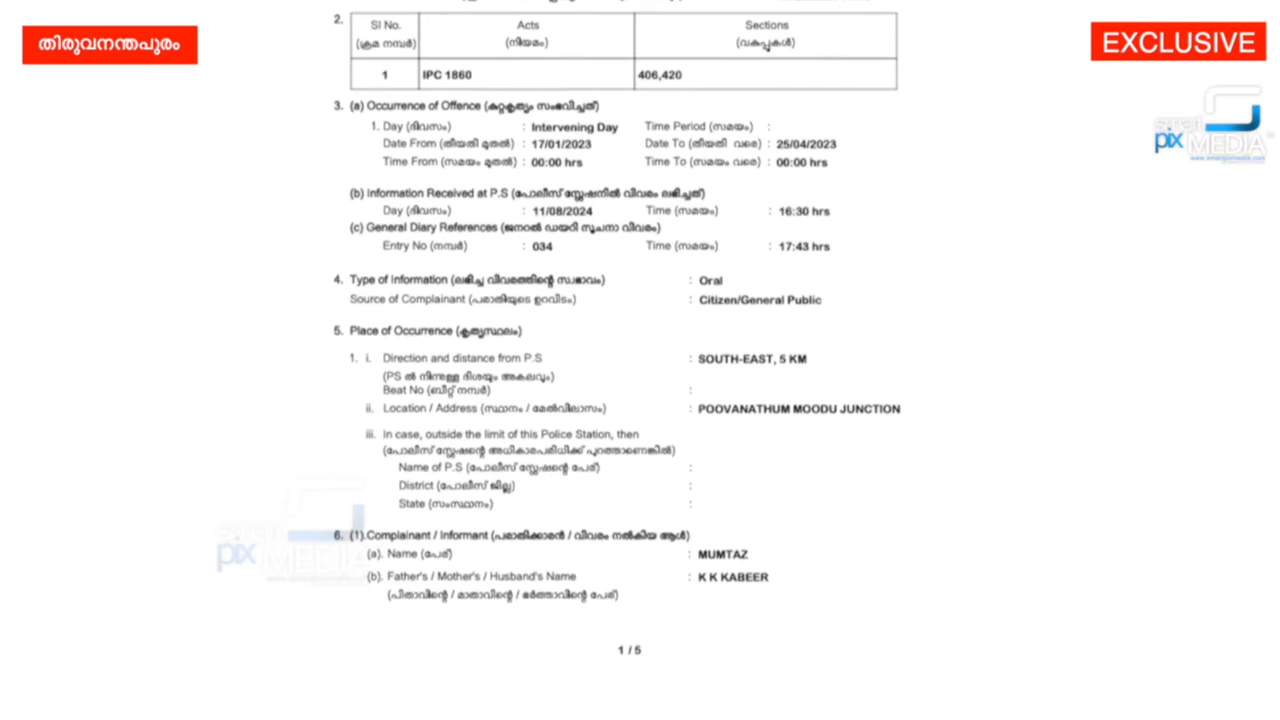 തിരുവനന്തപുരം
EXCLUSIVE
smart pix MEDIA
www.smartpixmedia.com
2. Sl No. Acts Sections
(ക്രമ നമ്പർ) (നിയമം) (വകുപ്പുകൾ)
1 IPC 1860 406,420
3. (a) Occurrence of Offence (കുറ്റകൃത്യം സംഭവിച്ചത്)
1. Day (ദിവസം) : Intervening Day Time Period (സമയം) :
Date From (തീയതി മുതൽ) : 17/01/2023 Date To (തീയതി വരെ) : 25/04/2023
Time From (സമയം മുതൽ) : 00:00 hrs Time To (സമയം വരെ) : 00:00 hrs
(b) Information Received at P.S (പോലീസ് സ്റ്റേഷനിൽ വിവരം ലഭിച്ചത്)
Day (ദിവസം) : 11/08/2024 Time (സമയം) : 16:30 hrs
(c) General Diary References (ജനറൽ ഡയറി സൂചനാ വിവരം)
Entry No (നമ്പർ) : 034 Time (സമയം) : 17:43 hrs
4. Type of Information (ലഭിച്ച വിവരത്തിന്റെ സ്വഭാവം) : Oral
Source of Complainant (പരാതിയുടെ ഉറവിടം) : Citizen/General Public
5. Place of Occurrence (കൃത്യസ്ഥലം)
1. i. Direction and distance from P.S : SOUTH-EAST, 5 KM
(PS ൽ നിന്നുള്ള ദിശയും അകലവും)
Beat No (ബീറ്റ് നമ്പർ) :
ii. Location / Address (സ്ഥാനം / മേൽവിലാസം) : POOVANATHUM MOODU JUNCTION
iii. In case, outside the limit of this Police Station, then
(പോലീസ് സ്റ്റേഷന്റെ അധികാരപരിധിക്ക് പുറത്താണെങ്കിൽ)
Name of P.S (പോലീസ് സ്റ്റേഷന്റെ പേര്) :
District (പോലീസ് ജില്ല) :
State (സംസ്ഥാനം) :
6. (1).Complainant / Informant (പരാതിക്കാരൻ / വിവരം നൽകിയ ആൾ)
(a). Name (പേര്) : MUMTAZ
(b). Father's / Mother's / Husband's Name : K K KABEER
(പിതാവിന്റെ / മാതാവിന്റെ / ഭർത്താവിന്റെ പേര്)
smart pix MEDIA
1 / 5